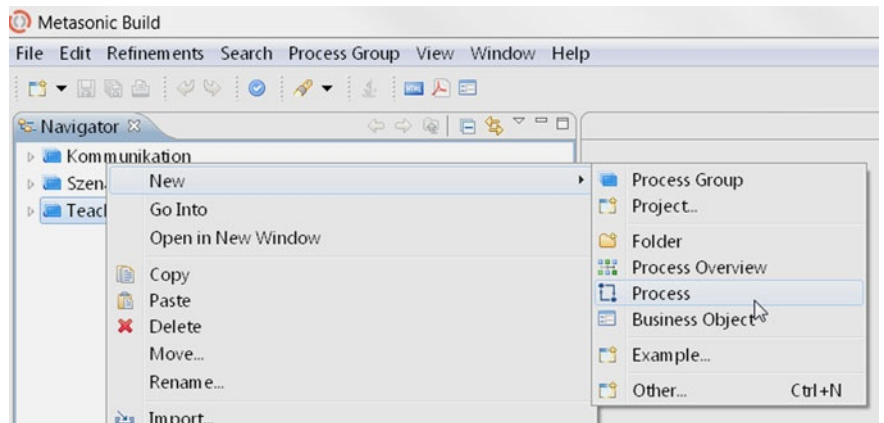 Metasonic Build
File Edit Refinements Search Process Group View Window Help
Navigator
Kommunikation
Szen
Teach
New
Go Into
Open in New Window
Copy
Paste
Delete
Move...
Rename...
Import...
Process Group
Project...
Folder
Process Overview
Process
Business Object
Example...
Other... Ctrl+N